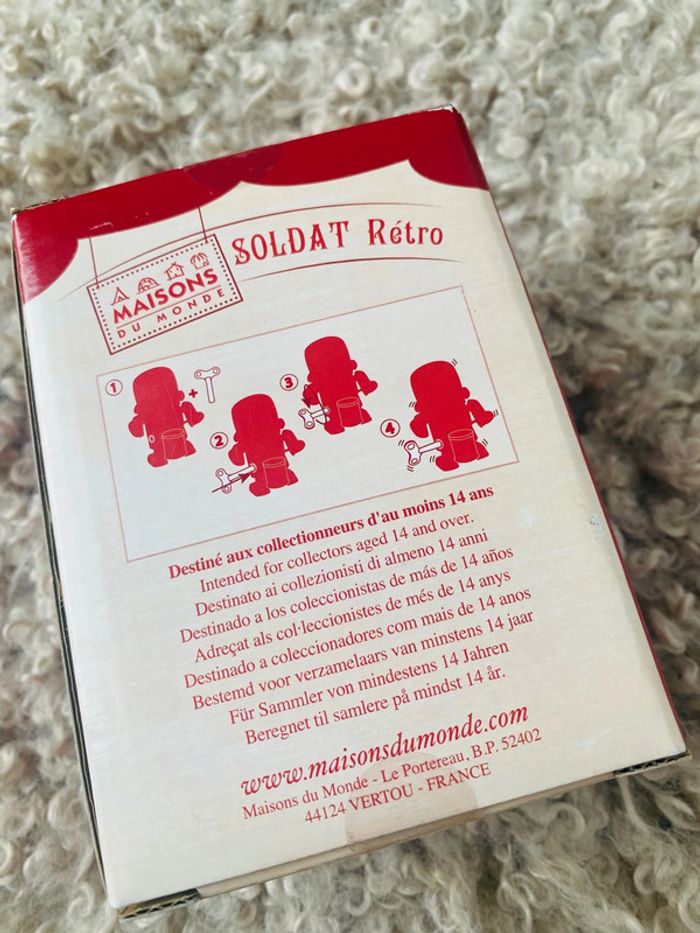 SOLDAT Rétro
MAISONS
DU MONDE
1
+
2
3
4
Destiné aux collectionneurs d'au moins 14 ans
Intended for collectors aged 14 and over.
Destinato ai collezionisti di almeno 14 anni
Destinado a los coleccionistas de más de 14 años
Adreçat als col·leccionistes de més de 14 anys
Destinado a coleccionadores com mais de 14 anos
Bestemd voor verzamelaars van minstens 14 jaar
Für Sammler von mindestens 14 Jahren
Beregnet til samlere på mindst 14 år.
www.maisonsdumonde.com
Maisons du Monde - Le Portereau, B.P. 52402
44124 VERTOU - FRANCE